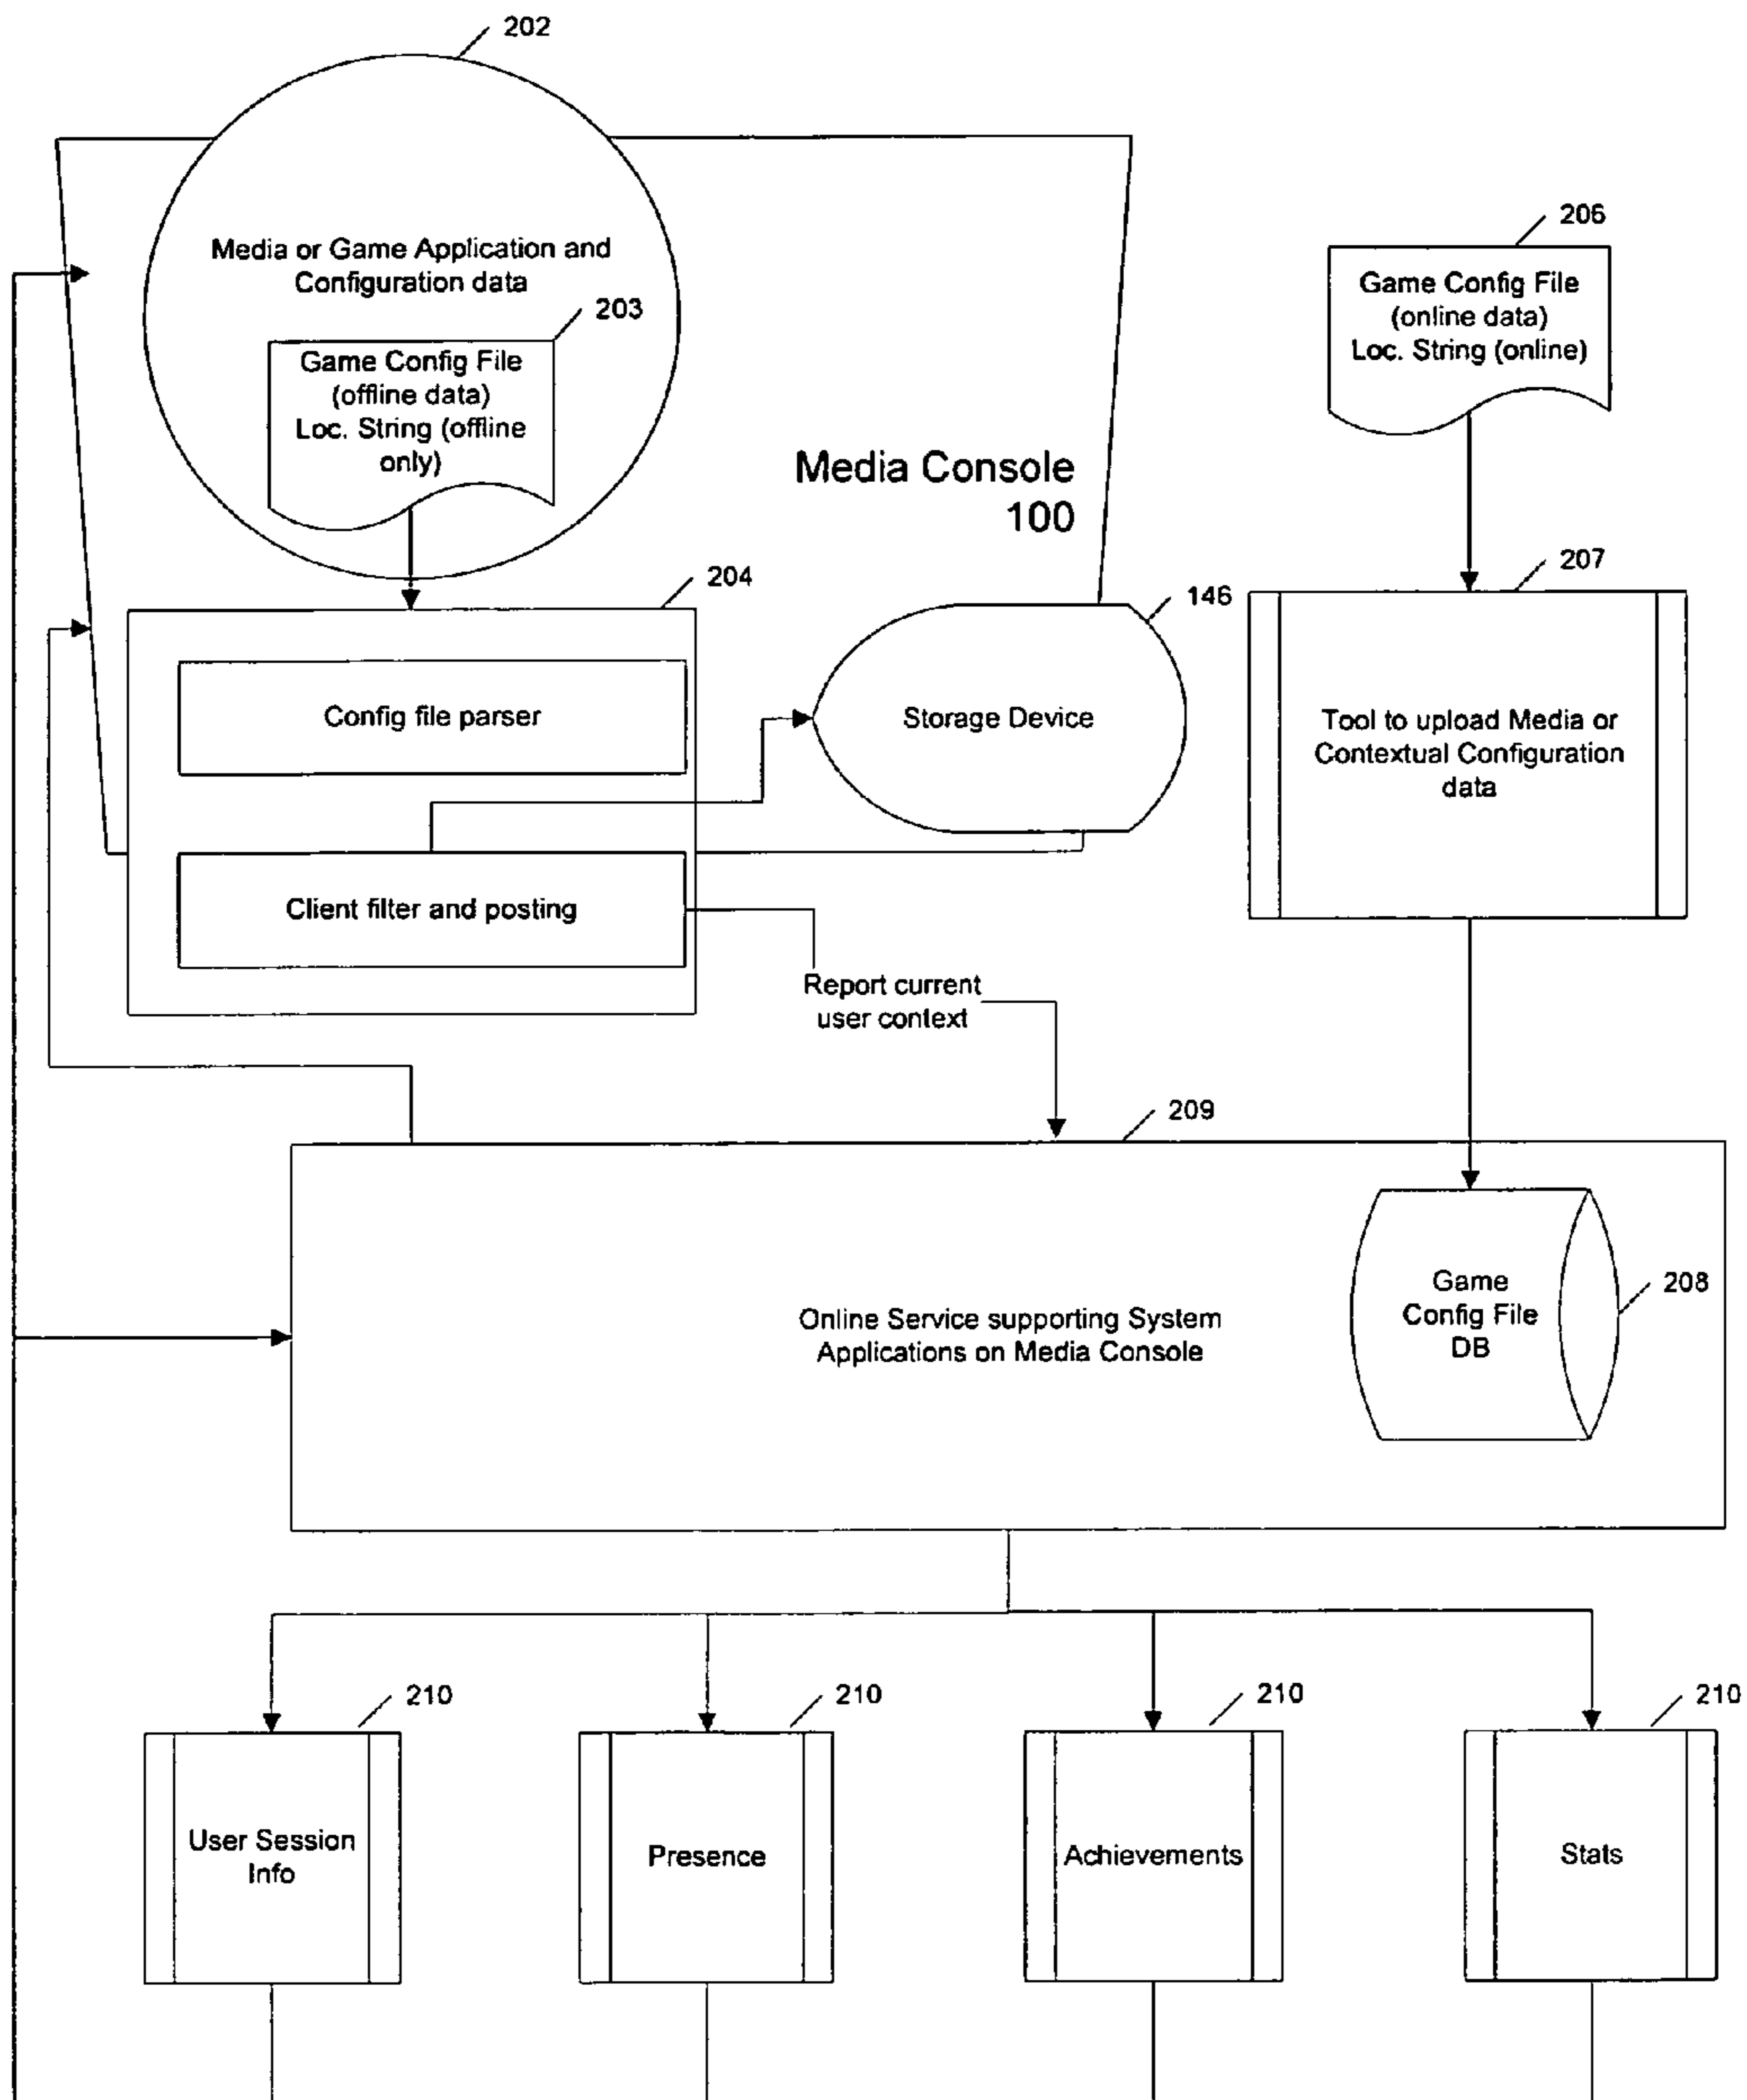 202
Media or Game Application and
Configuration data
203
Game Config File
(offline data)
Loc. String (offline
only)
206
Game Config File
(online data)
Loc. String (online)
Media Console
100
204
146
207
Config file parser
Storage Device
Tool to upload Media or
Contextual Configuration
data
Client filter and posting
Report current
user context
209
Game
Config File
DB
208
Online Service supporting System
Applications on Media Console
210
210
210
210
User Session
Info
Presence
Achievements
Stats